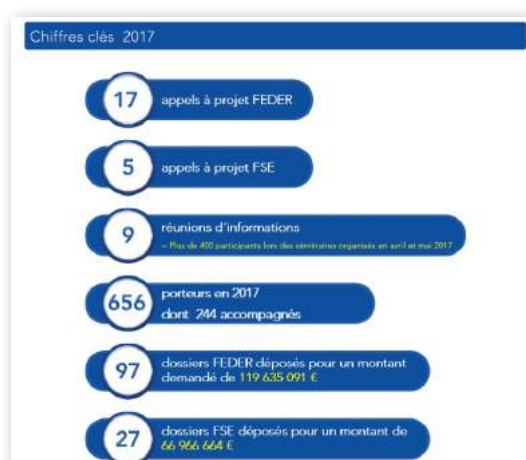 Chiffres clés 2017
17 appels à projet FEDER
5 appels à projet FSE
9 réunions d'informations
~ Plus de 400 participants lors des séminaires organisés en avril et mai 2017
656 porteurs en 2017
dont 244 accompagnés
97 dossiers FEDER déposés pour un montant
demandé de 119 635 091 €
27 dossiers FSE déposés pour un montant de
66 966 664 €